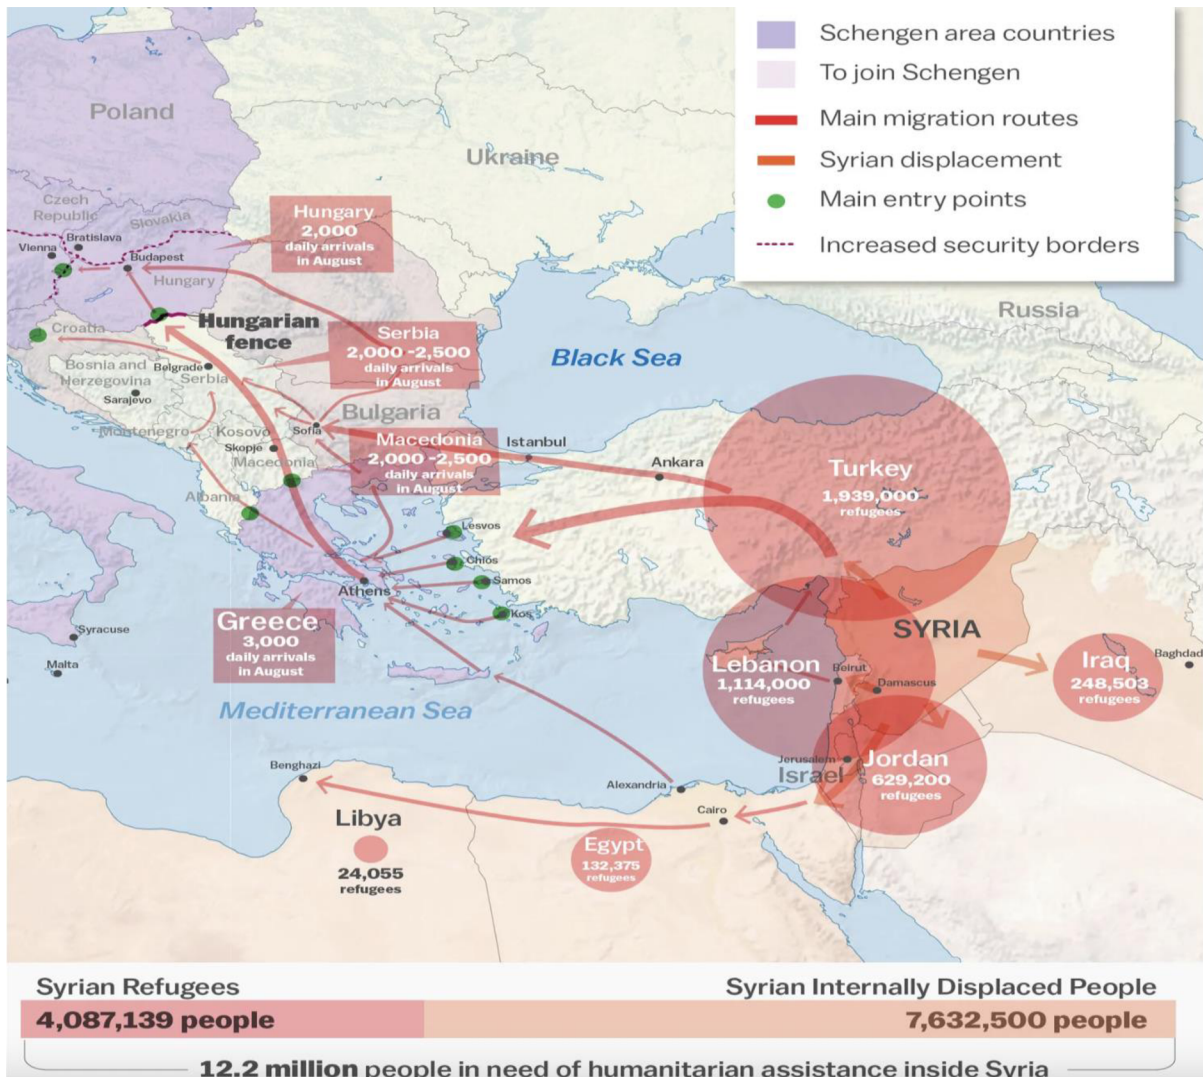 Schengen area countries
To join Schengen
Main migration routes
Syrian displacement
Main entry points
Increased security borders
Poland
Ukraine
Russia
Czech
Republic
Slovakia
Vienna
Bratislava
Budapest
Hungary
Hungary
2,000
daily arrivals
in August
Croatia
Hungarian
fence
Serbia
2,000 -2,500
daily arrivals
in August
Black Sea
Bosnia and
Herzegovina
Belgrade
Serbia
Sarajevo
Bulgaria
Montenegro
Kosovo
Sofia
Skopje
Macedonia
Macedonia
2,000 -2,500
daily arrivals
in August
Istanbul
Ankara
Albania
Turkey
1,939,000
refugees
Lesvos
Chios
Samos
Kos
Athens
Greece
3,000
daily arrivals
in August
Syracuse
Malta
SYRIA
Lebanon
1,114,000
refugees
Beirut
Damascus
Iraq
248,503
refugees
Baghdad
Mediterranean Sea
Jordan
629,200
refugees
Jerusalem
Israel
Benghazi
Alexandria
Cairo
Libya
24,055
refugees
Egypt
132,375
refugees
Syrian Refugees
Syrian Internally Displaced People
4,087,139 people
7,632,500 people
12.2 million people in need of humanitarian assistance inside Syria